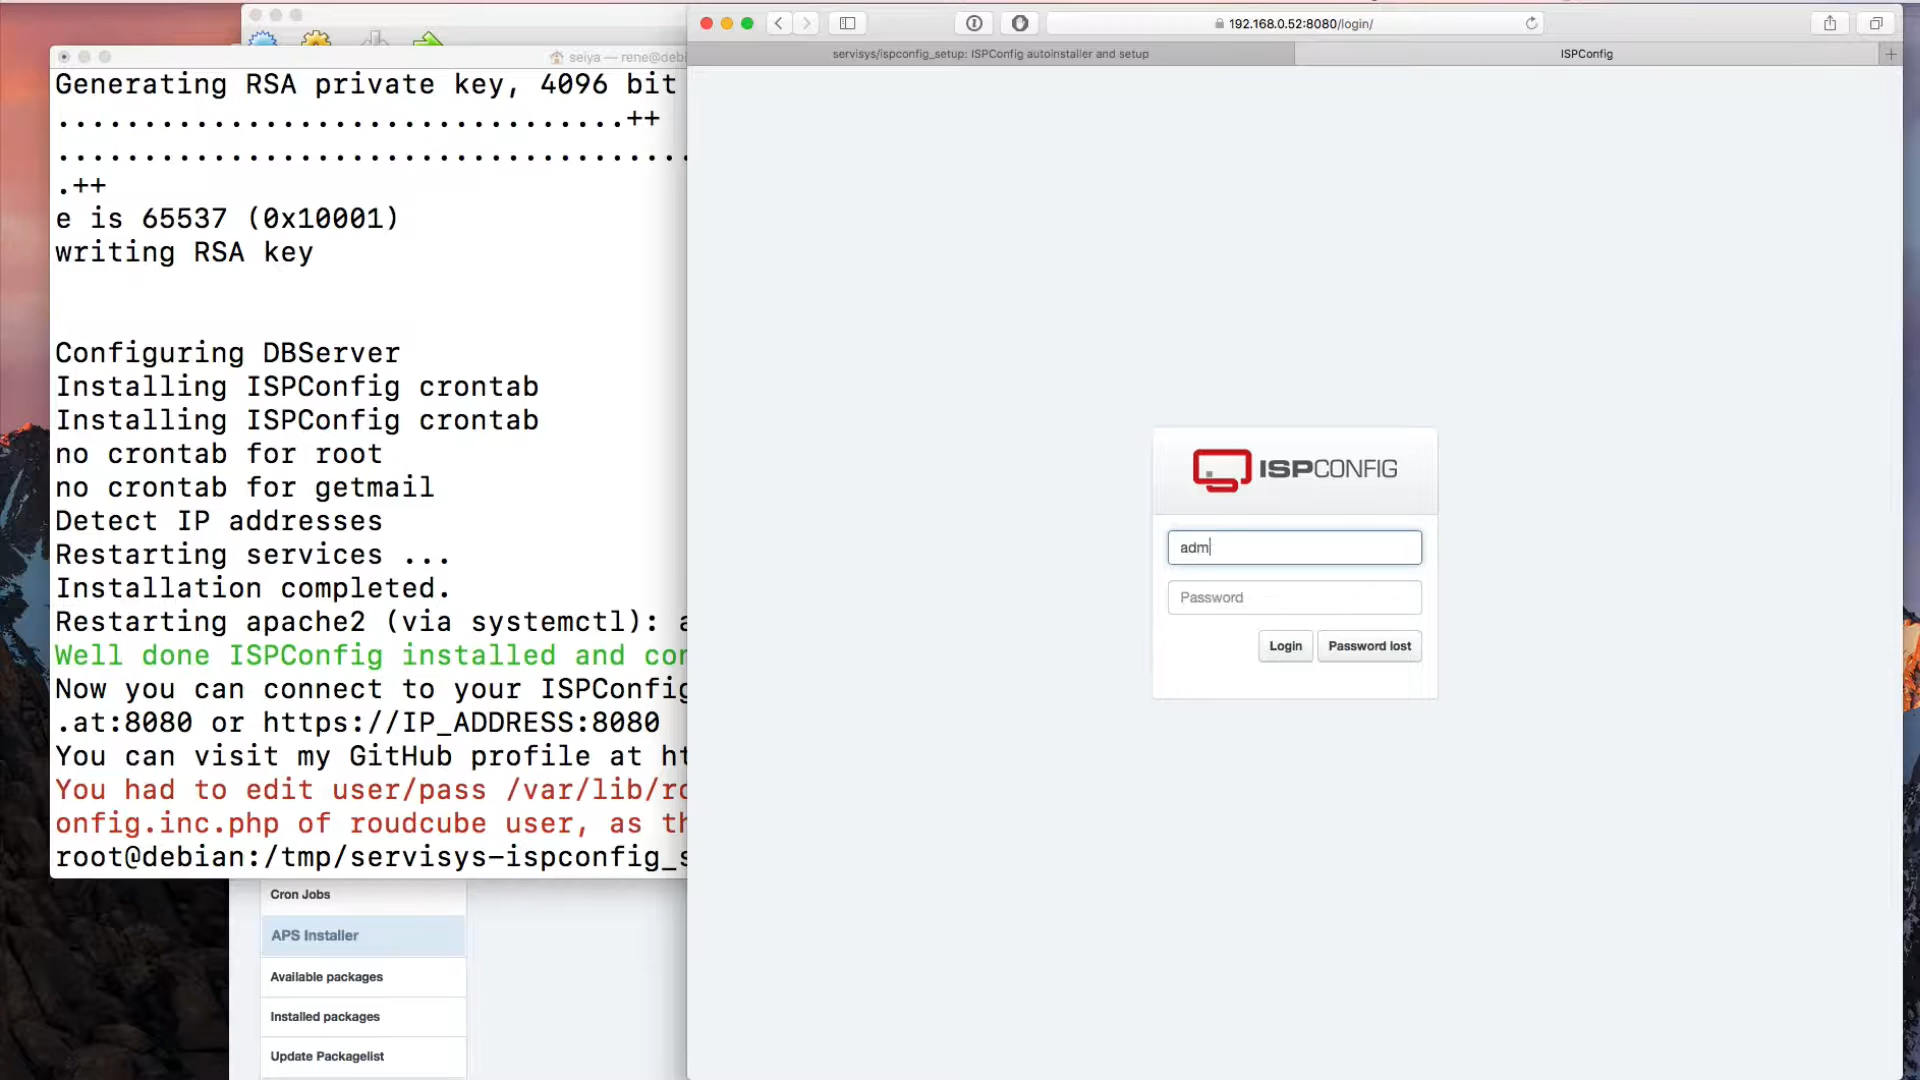 192.168.0.52:8080/login/
servisys/ispconfig_setup: ISPConfig autoinstaller and setup
ISPConfig
seiya — rene@debi
Generating RSA private key, 4096 bit
.................................++
.....................................
.++
e is 65537 (0x10001)
writing RSA key
Configuring DBServer
Installing ISPConfig crontab
Installing ISPConfig crontab
no crontab for root
no crontab for getmail
Detect IP addresses
Restarting services ...
Installation completed.
Restarting apache2 (via systemctl): a
Well done ISPConfig installed and con
Now you can connect to your ISPConfig
.at:8080 or https://IP_ADDRESS:8080
You can visit my GitHub profile at ht
You had to edit user/pass /var/lib/ro
onfig.inc.php of roudcube user, as th
root@debian:/tmp/servisys-ispconfig_s
ISPCONFIG
adm
Password
Login
Password lost
Cron Jobs
APS Installer
Available packages
Installed packages
Update Packagelist